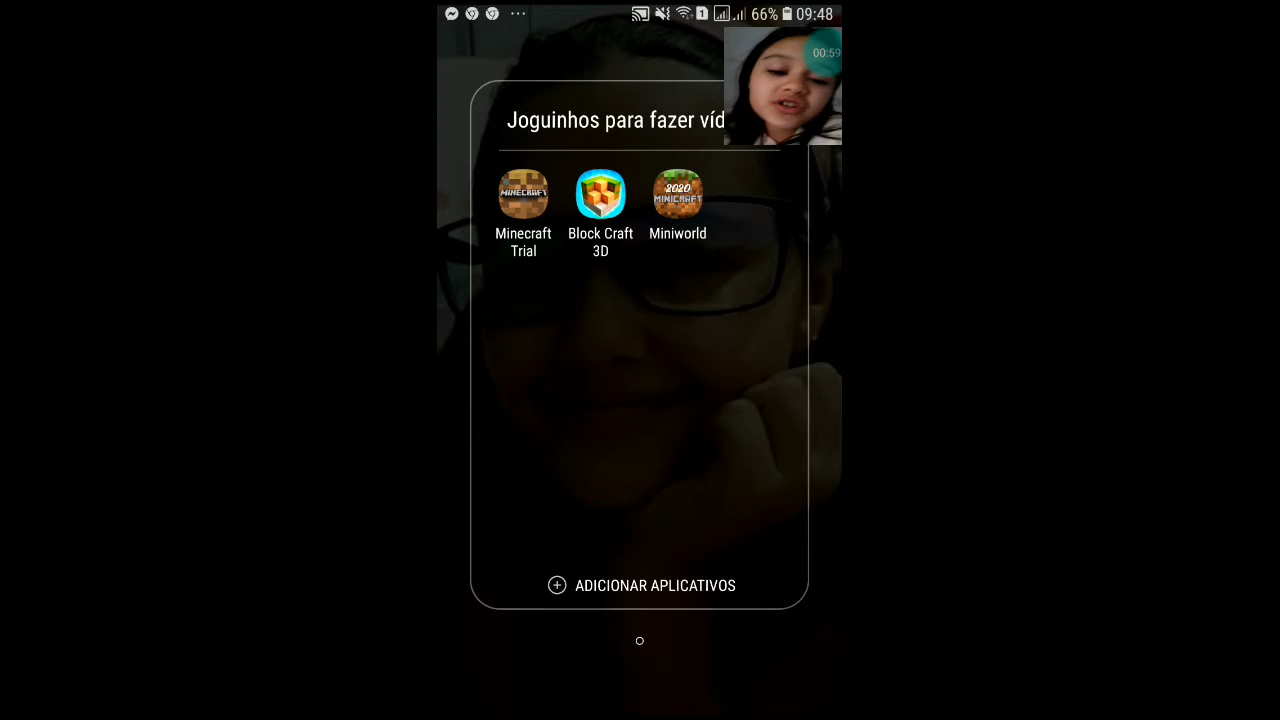 66% 09:48
00:59
Joguinhos para fazer víd
MINECRAFT
2020
MINICRAFT
Minecraft
Trial
Block Craft
3D
Miniworld
ADICIONAR APLICATIVOS